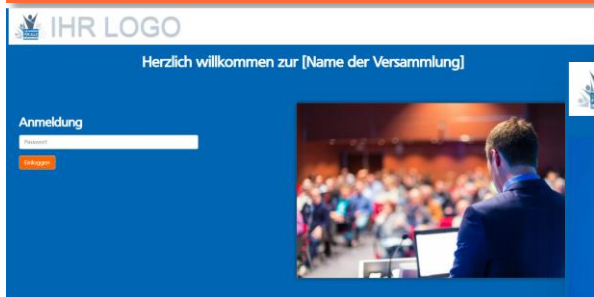 IHR LOGO
Herzlich willkommen zur [Name der Versammlung]
Anmeldung
Passwort
Einloggen